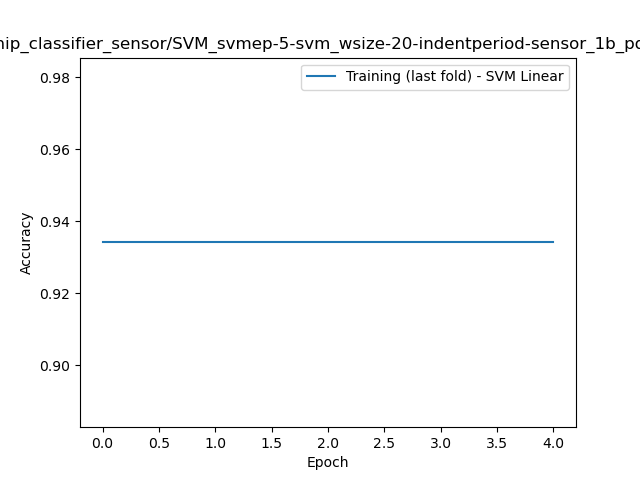 hip_classifier_sensor/SVM_svmep-5-svm_wsize-20-indentperiod-sensor_1b_po
Training (last fold) - SVM Linear
0.98
0.96
0.94
0.92
0.90
Accuracy
0.0 0.5 1.0 1.5 2.0 2.5 3.0 3.5 4.0
Epoch